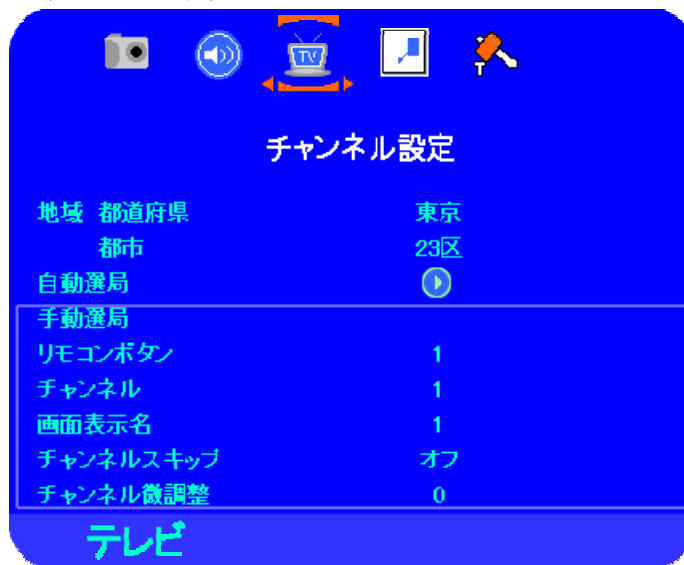 TV
チャンネル設定
地域 都道府県 東京
都市 23区
自動選局
手動選局
リモコンボタン 1
チャンネル 1
画面表示名 1
チャンネルスキップ オフ
チャンネル微調整 0
テレビ